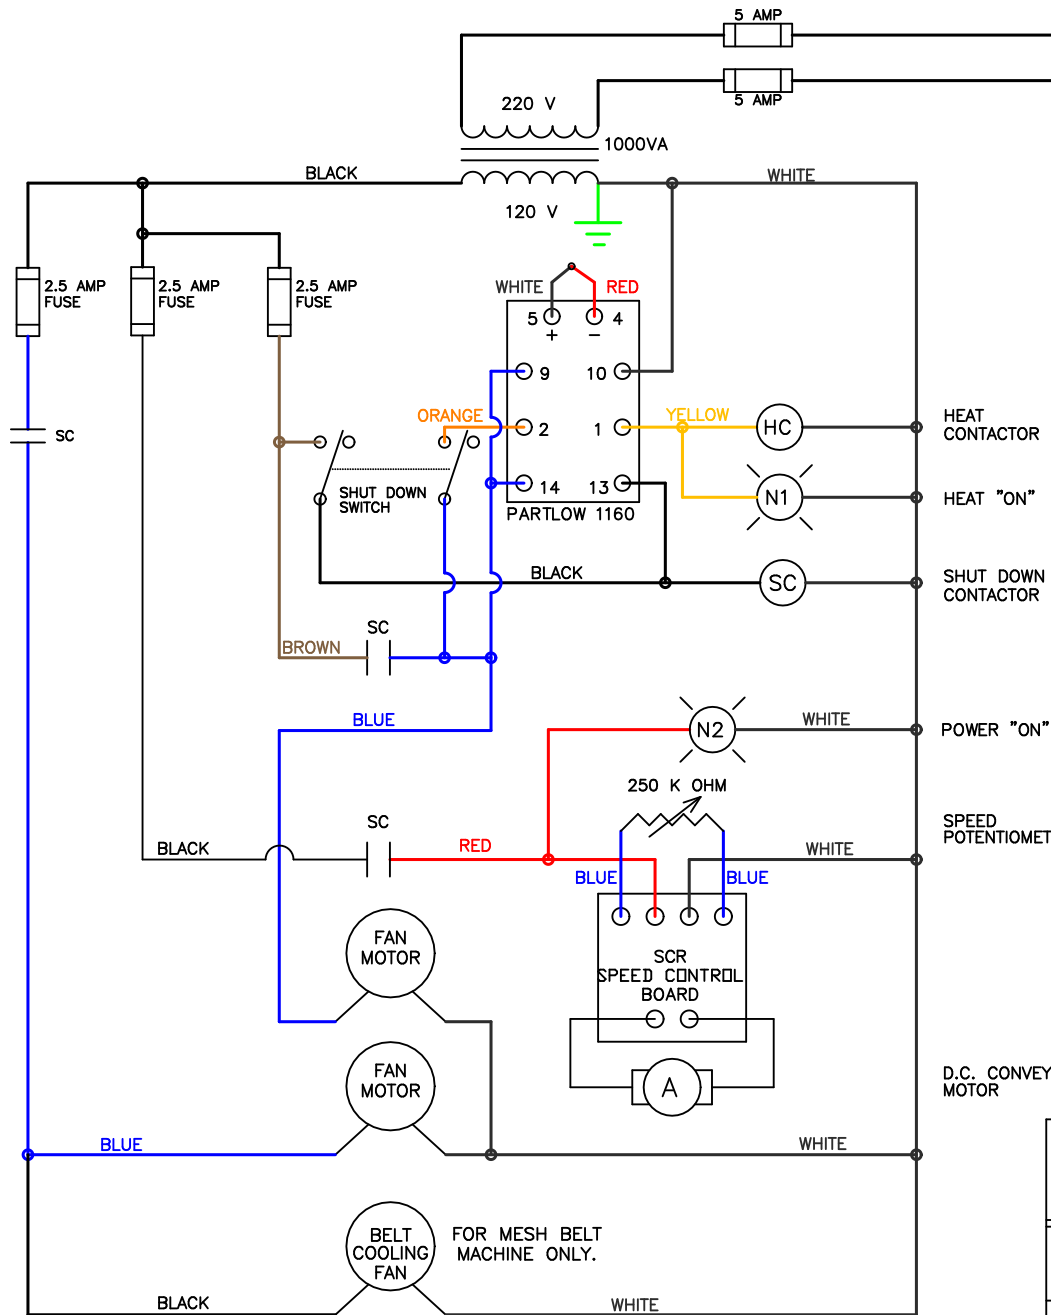 5 AMP
5 AMP
220 V
1000VA
BLACK
WHITE
120 V
2.5 AMP
FUSE
2.5 AMP
FUSE
2.5 AMP
FUSE
WHITE
RED
5
4
+
−
9
10
ORANGE
YELLOW
2
1
HC
HEAT
CONTACTOR
SC
14
13
SHUT DOWN
SWITCH
N1
HEAT "ON"
PARTLOW 1160
BLACK
SC
SHUT DOWN
CONTACTOR
SC
BROWN
BLUE
N2
WHITE
POWER "ON"
250 K OHM
SC
SPEED
POTENTIOMET
BLACK
RED
WHITE
BLUE
BLUE
FAN
MOTOR
SCR
SPEED CONTROL
BOARD
FAN
MOTOR
A
D.C. CONVEY
MOTOR
BLUE
WHITE
BELT
COOLING
FAN
FOR MESH BELT
MACHINE ONLY.
BLACK
WHITE